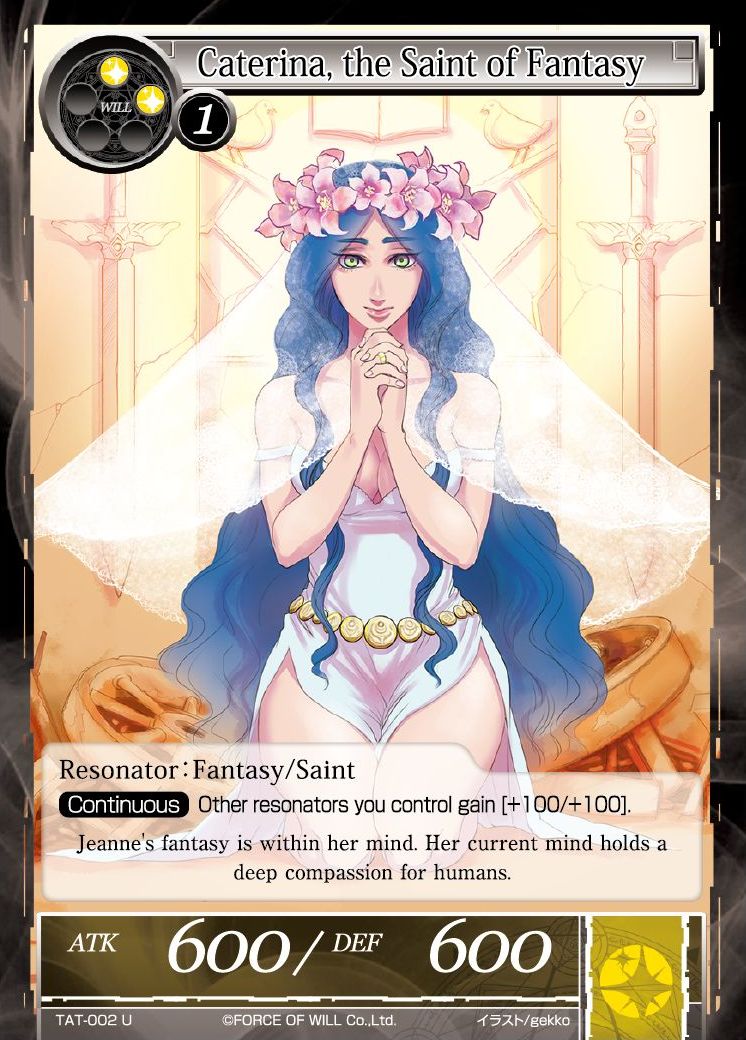 Caterina, the Saint of Fantasy
WILL
1
Resonator:Fantasy/Saint
Continuous Other resonators you control gain [+100/+100].
Jeanne's fantasy is within her mind. Her current mind holds a
deep compassion for humans.
ATK 600/ DEF 600
TAT-002 U ©FORCE OF WILL Co.,Ltd. イラスト/gekko